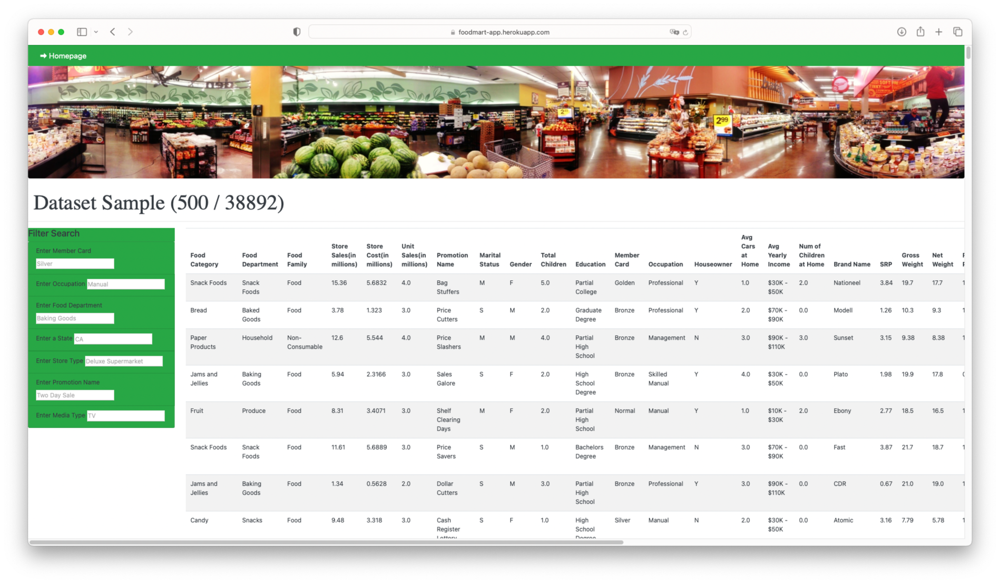 foodmart-app.herokuapp.com
➡ Homepage
2⁹⁹
Dataset Sample (500 / 38892)
Filter Search
Enter Member Card
Silver
Enter Occupation Manual
Enter Food Department
Baking Goods
Enter a State CA
Enter Store Type Deluxe Supermarket
Enter Promotion Name
Two Day Sale
Enter Media Type TV
Food Category Food Department Food Family Store Sales(in millions) Store Cost(in millions) Unit Sales(in millions) Promotion Name Marital Status Gender Total Children Education Member Card Occupation Houseowner Avg Cars at Home Avg Yearly Income Num of Children at Home Brand Name SRP Gross Weight Net Weight
Snack Foods Snack Foods Food 15.36 5.6832 4.0 Bag Stuffers M F 5.0 Partial College Golden Professional Y 1.0 $30K - $50K 2.0 Nationeel 3.84 19.7 17.7
Bread Baked Goods Food 3.78 1.323 3.0 Price Cutters S M 2.0 Graduate Degree Bronze Professional Y 2.0 $70K - $90K 0.0 Modell 1.26 10.3 9.3
Paper Products Household Non-Consumable 12.6 5.544 4.0 Price Slashers M M 4.0 Partial High School Bronze Management N 3.0 $90K - $110K 3.0 Sunset 3.15 9.38 8.38
Jams and Jellies Baking Goods Food 5.94 2.3166 3.0 Sales Galore S F 2.0 High School Degree Bronze Skilled Manual Y 4.0 $30K - $50K 0.0 Plato 1.98 19.9 17.8
Fruit Produce Food 8.31 3.4071 3.0 Shelf Clearing Days M F 2.0 Partial High School Normal Manual Y 1.0 $10K - $30K 2.0 Ebony 2.77 18.5 16.5
Snack Foods Snack Foods Food 11.61 5.6889 3.0 Price Savers S M 1.0 Bachelors Degree Bronze Management N 3.0 $70K - $90K 0.0 Fast 3.87 21.7 18.7
Jams and Jellies Baking Goods Food 1.34 0.5628 2.0 Dollar Cutters S M 3.0 Partial High School Bronze Professional Y 3.0 $90K - $110K 0.0 CDR 0.67 21.0 19.0
Candy Snacks Food 9.48 3.318 3.0 Cash Register Lottery S F 1.0 High School Degree Silver Manual N 2.0 $30K - $50K 0.0 Atomic 3.16 7.79 5.78